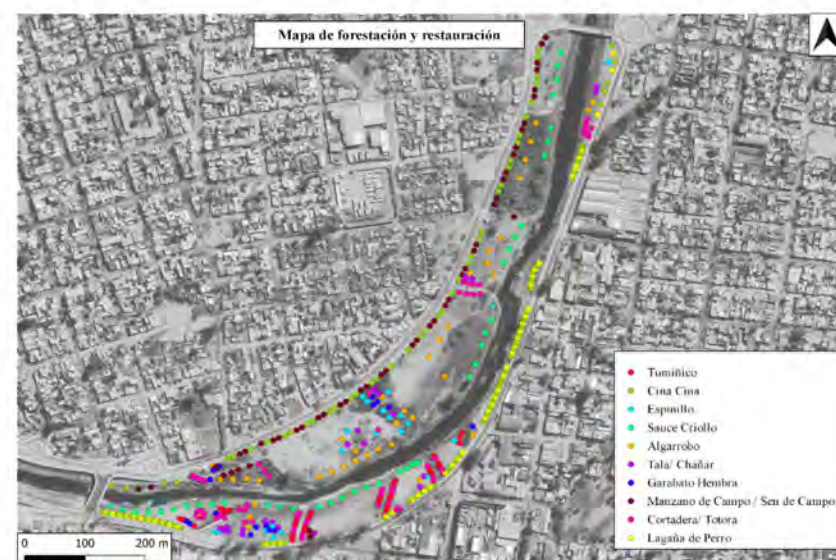 Mapa de forestación y restauración
Tumiñico
Cina Cina
Espinillo
Sauce Criollo
Algarrobo
Tala/ Chañar
Garabato Hembra
Manzano de Campo / Sen de Campo
Cortadera/ Totora
Lagaña de Perro
0 100 200 m